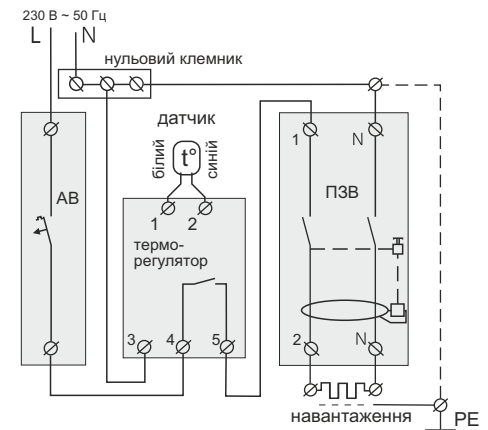 230 В ~ 50 Гц
L N
нульовий клемник
датчик
білий
t°
синій
1 N
АВ
ПЗВ
1 2
термо-
регулятор
3 4 5
2 N
навантаження
PE